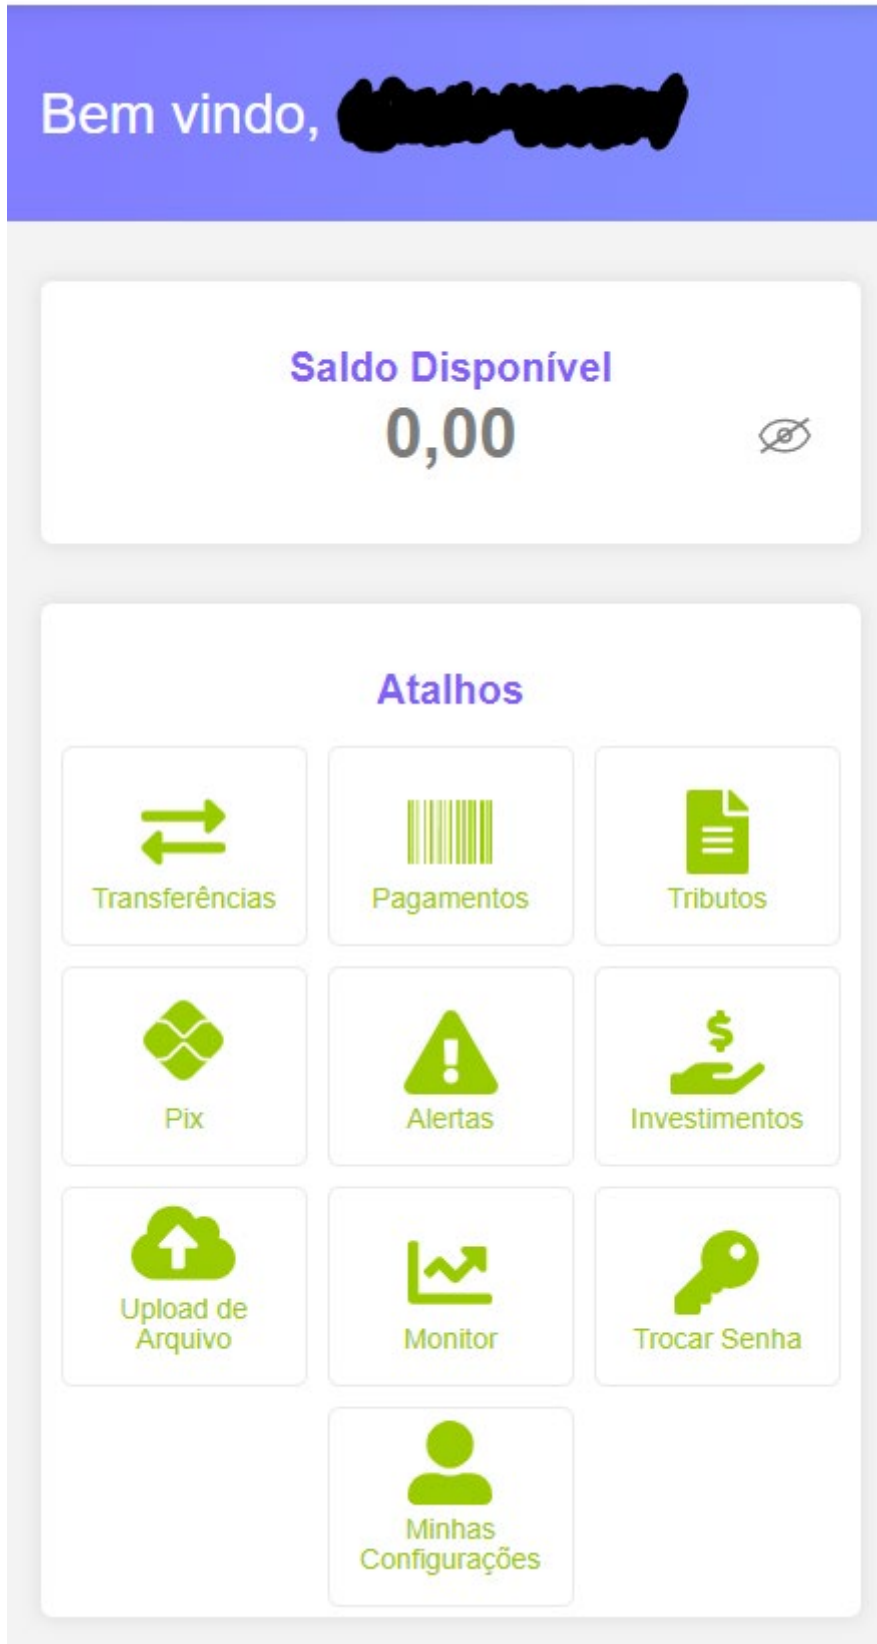 Bem vindo,
Saldo Disponível
0,00
Atalhos
Transferências
Pagamentos
Tributos
Pix
Alertas
Investimentos
Upload de
Arquivo
Monitor
Trocar Senha
Minhas
Configurações